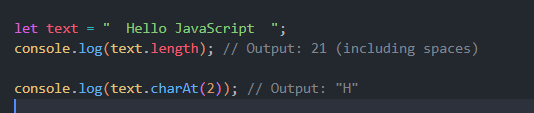 let text = "  Hello JavaScript  ";
console.log(text.length); // Output: 21 (including spaces)
console.log(text.charAt(2)); // Output: "H"